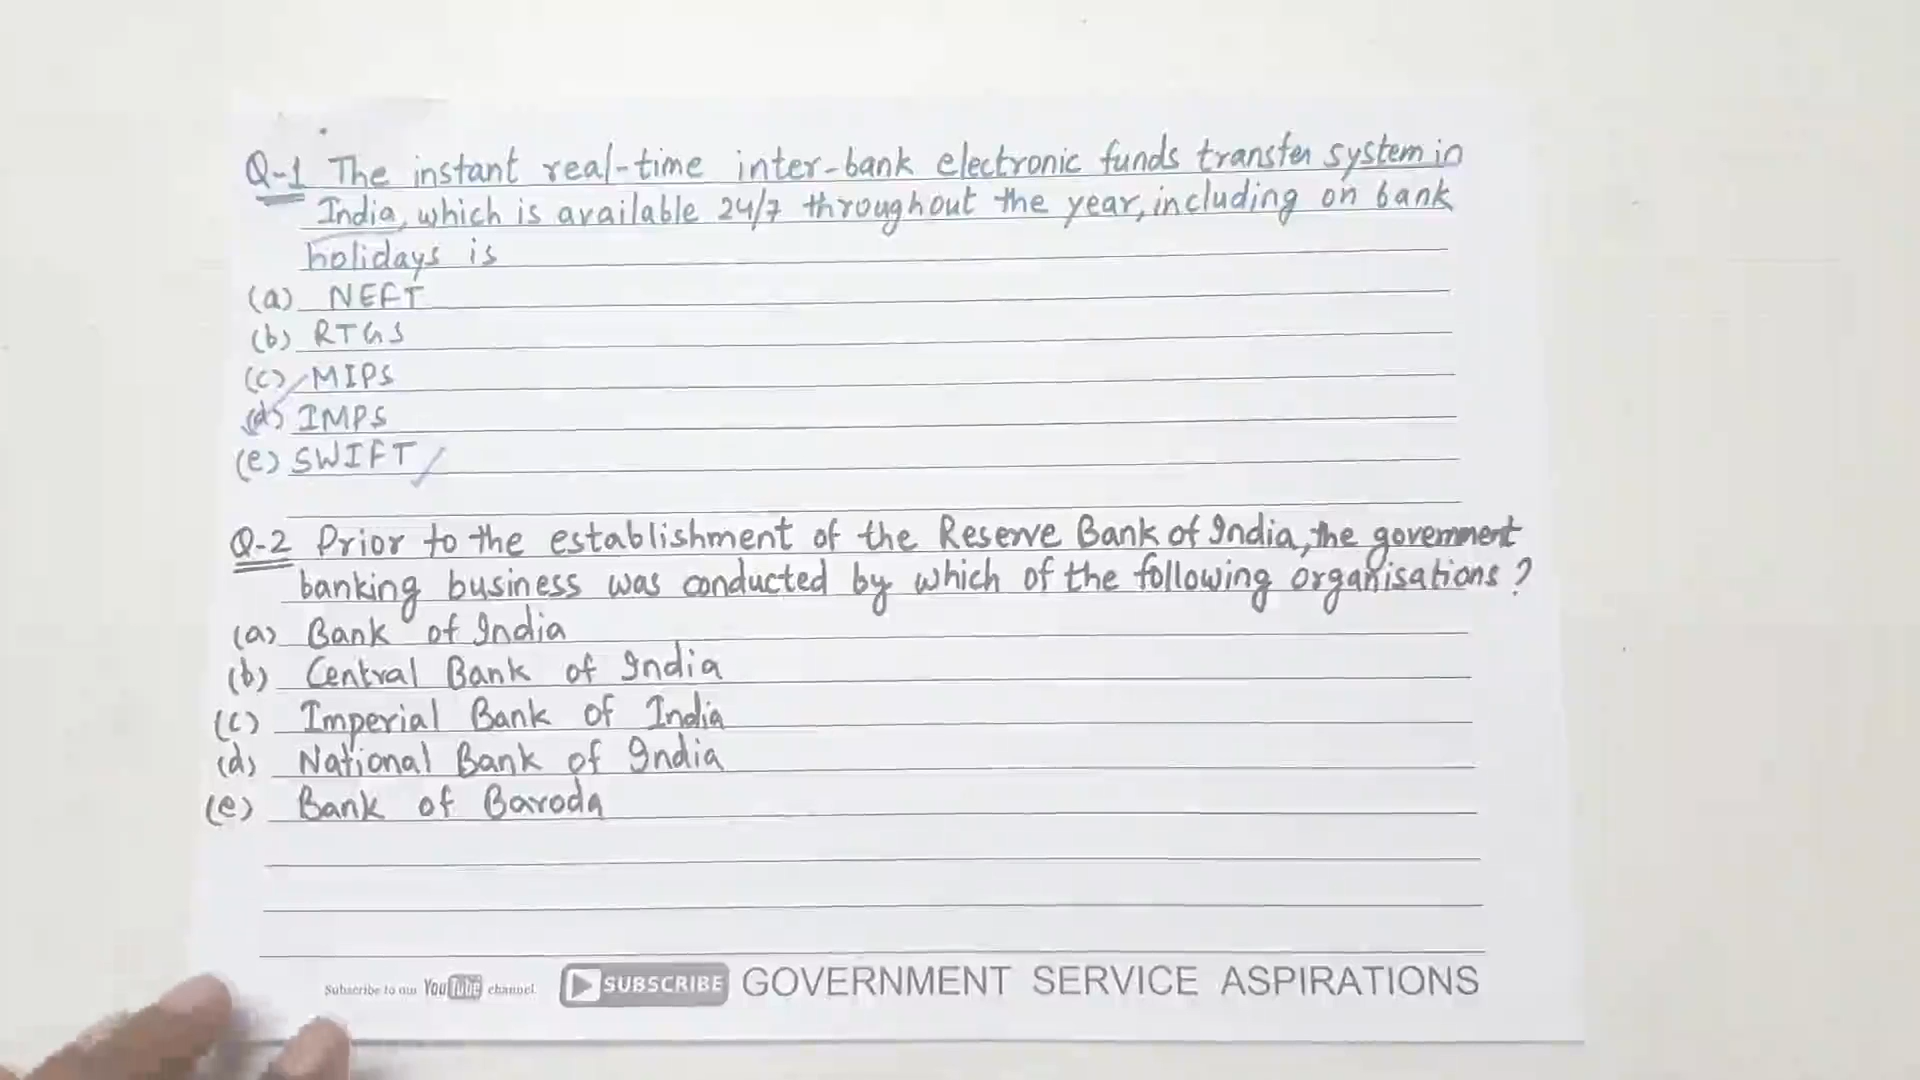 Q-1 The instant real-time inter-bank electronic funds transfer system in
India, which is available 24/7 throughout the year, including on bank
holidays is
(a) NEFT
(b) RTGS
(c) MIPS
(d) IMPS
(e) SWIFT
Q-2 Prior to the establishment of the Reserve Bank of India, the government
banking business was conducted by which of the following organisations?
(a) Bank of India
(b) Central Bank of India
(c) Imperial Bank of India
(d) National Bank of India
(e) Bank of Baroda
Subscribe to our YouTube channel SUBSCRIBE GOVERNMENT SERVICE ASPIRATIONS